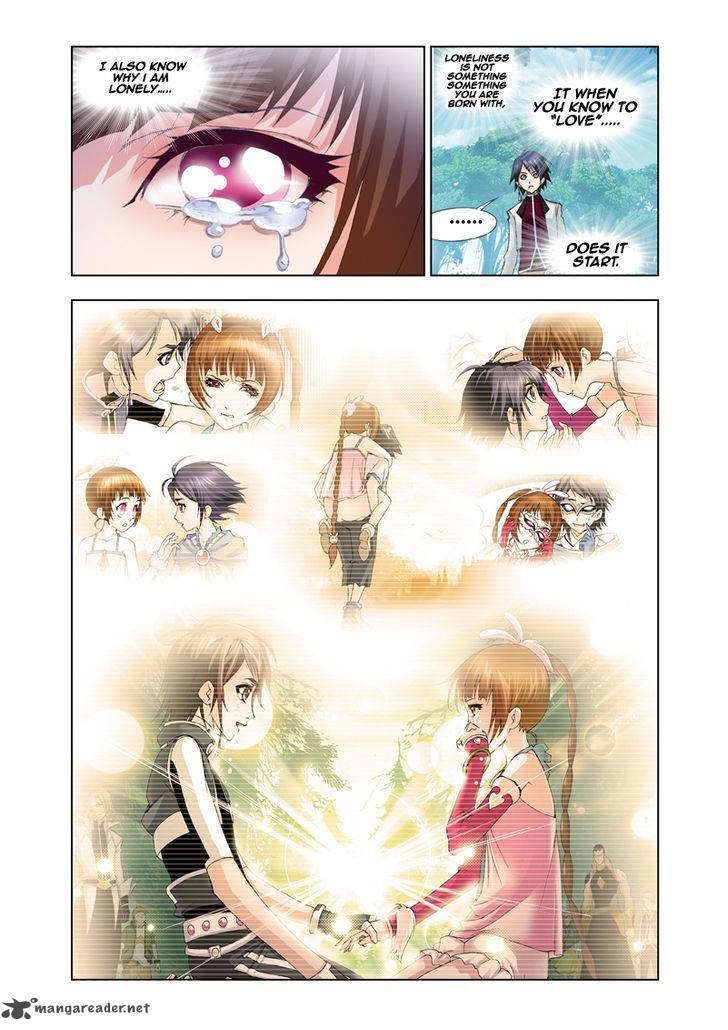 I ALSO KNOW
WHY I AM
LONELY.....
LONELINESS
IS NOT
SOMETHING
SOMETHING
YOU ARE
BORN WITH,
IT WHEN
YOU KNOW TO
"LOVE".....
......
DOES IT
START.
mangareader.net